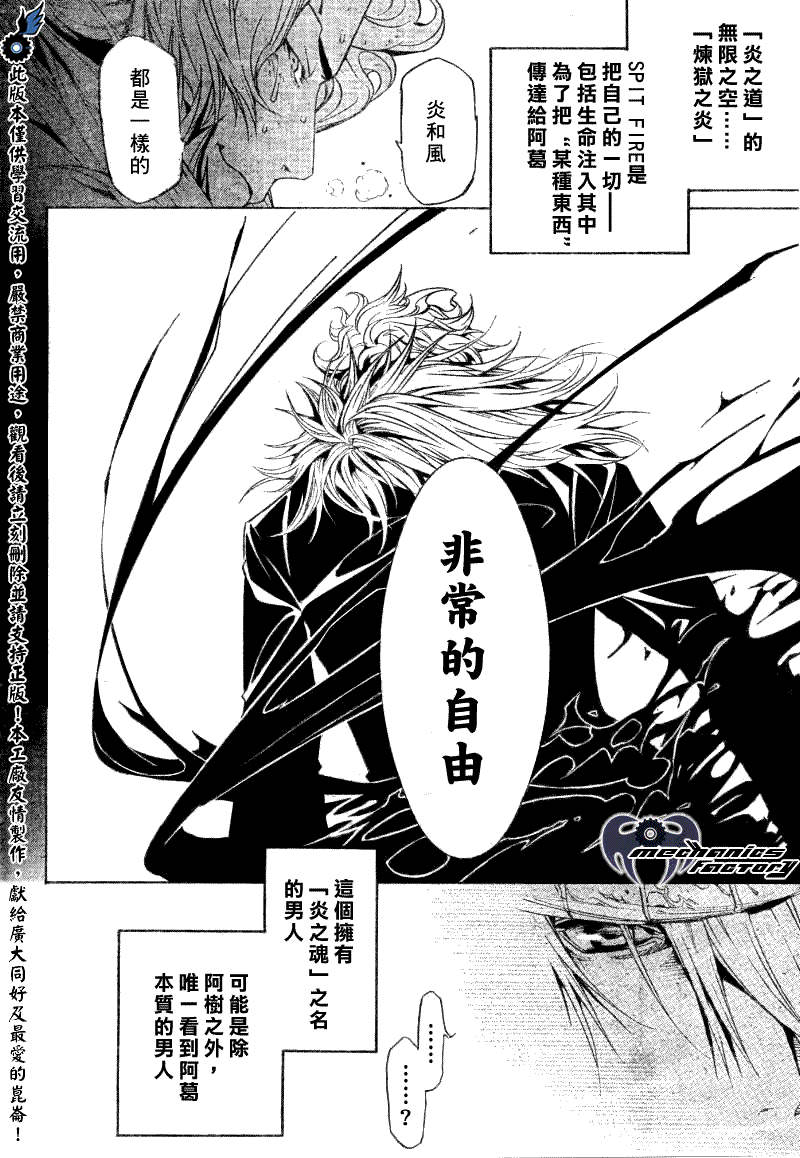 「炎之道」的
無限之空……
「煉獄之炎」
SPIT FIRE是
把自己的一切——
包括生命注入其中
為了把“某種東西”
傳達給阿葛
炎和風
都是一樣的
非常的自由
這個擁有
「炎之魂」之名
的男人
可能是除
阿樹之外，
唯一看到阿葛
本質的男人
……
……？
mechanics
factory
此版本僅供學習交流用，嚴禁商業用途，觀看後請立刻刪除並請支持正版！本工廠友情製作，獻給廣大同好及最愛的崑崙！